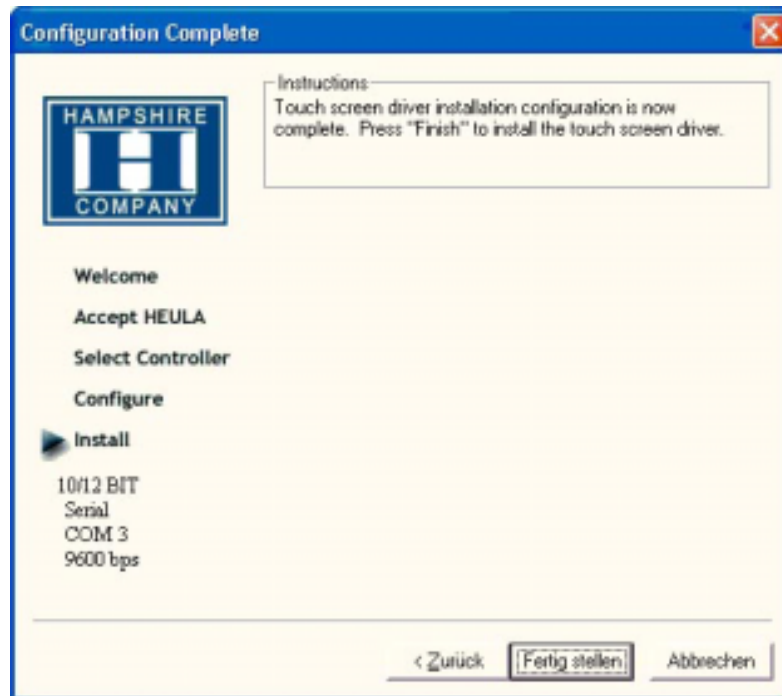 Configuration Complete
HAMPSHIRE
COMPANY
Instructions
Touch screen driver installation configuration is now
complete. Press "Finish" to install the touch screen driver.
Welcome
Accept HEULA
Select Controller
Configure
Install
10/12 BIT
Serial
COM 3
9600 bps
< Zurück
Fertig stellen
Abbrechen